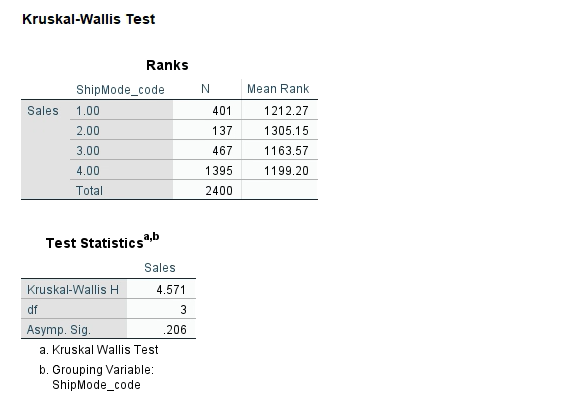 Kruskal-Wallis Test
Ranks
ShipMode_code N Mean Rank
Sales 1.00 401 1212.27
2.00 137 1305.15
3.00 467 1163.57
4.00 1395 1199.20
Total 2400
Test Statisticsa,b
Sales
Kruskal-Wallis H 4.571
df 3
Asymp. Sig. .206
a. Kruskal Wallis Test
b. Grouping Variable:
ShipMode_code